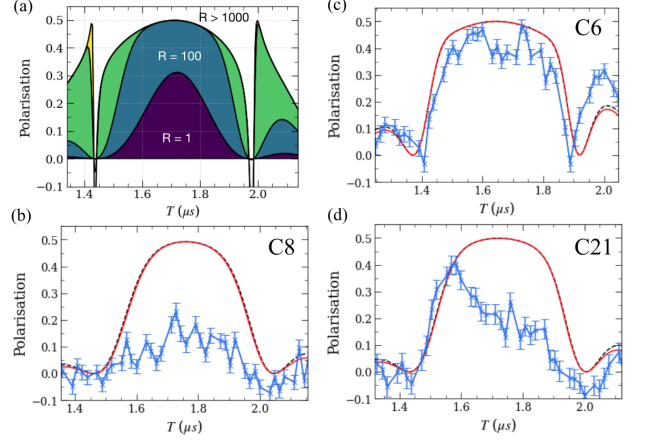 (a)
R > 1000
R = 100
R = 1
Polarisation
0.5
0.4
0.3
0.2
0.1
0.0
−0.1
1.4 1.6 1.8 2.0
T (μs)
(c)
C6
Polarisation
0.5
0.4
0.3
0.2
0.1
0.0
−0.1
1.4 1.6 1.8 2.0
T (μs)
(b)
C8
Polarisation
0.5
0.4
0.3
0.2
0.1
0.0
−0.1
1.4 1.6 1.8 2.0
T (μs)
(d)
C21
Polarisation
0.5
0.4
0.3
0.2
0.1
0.0
−0.1
1.4 1.6 1.8 2.0
T (μs)